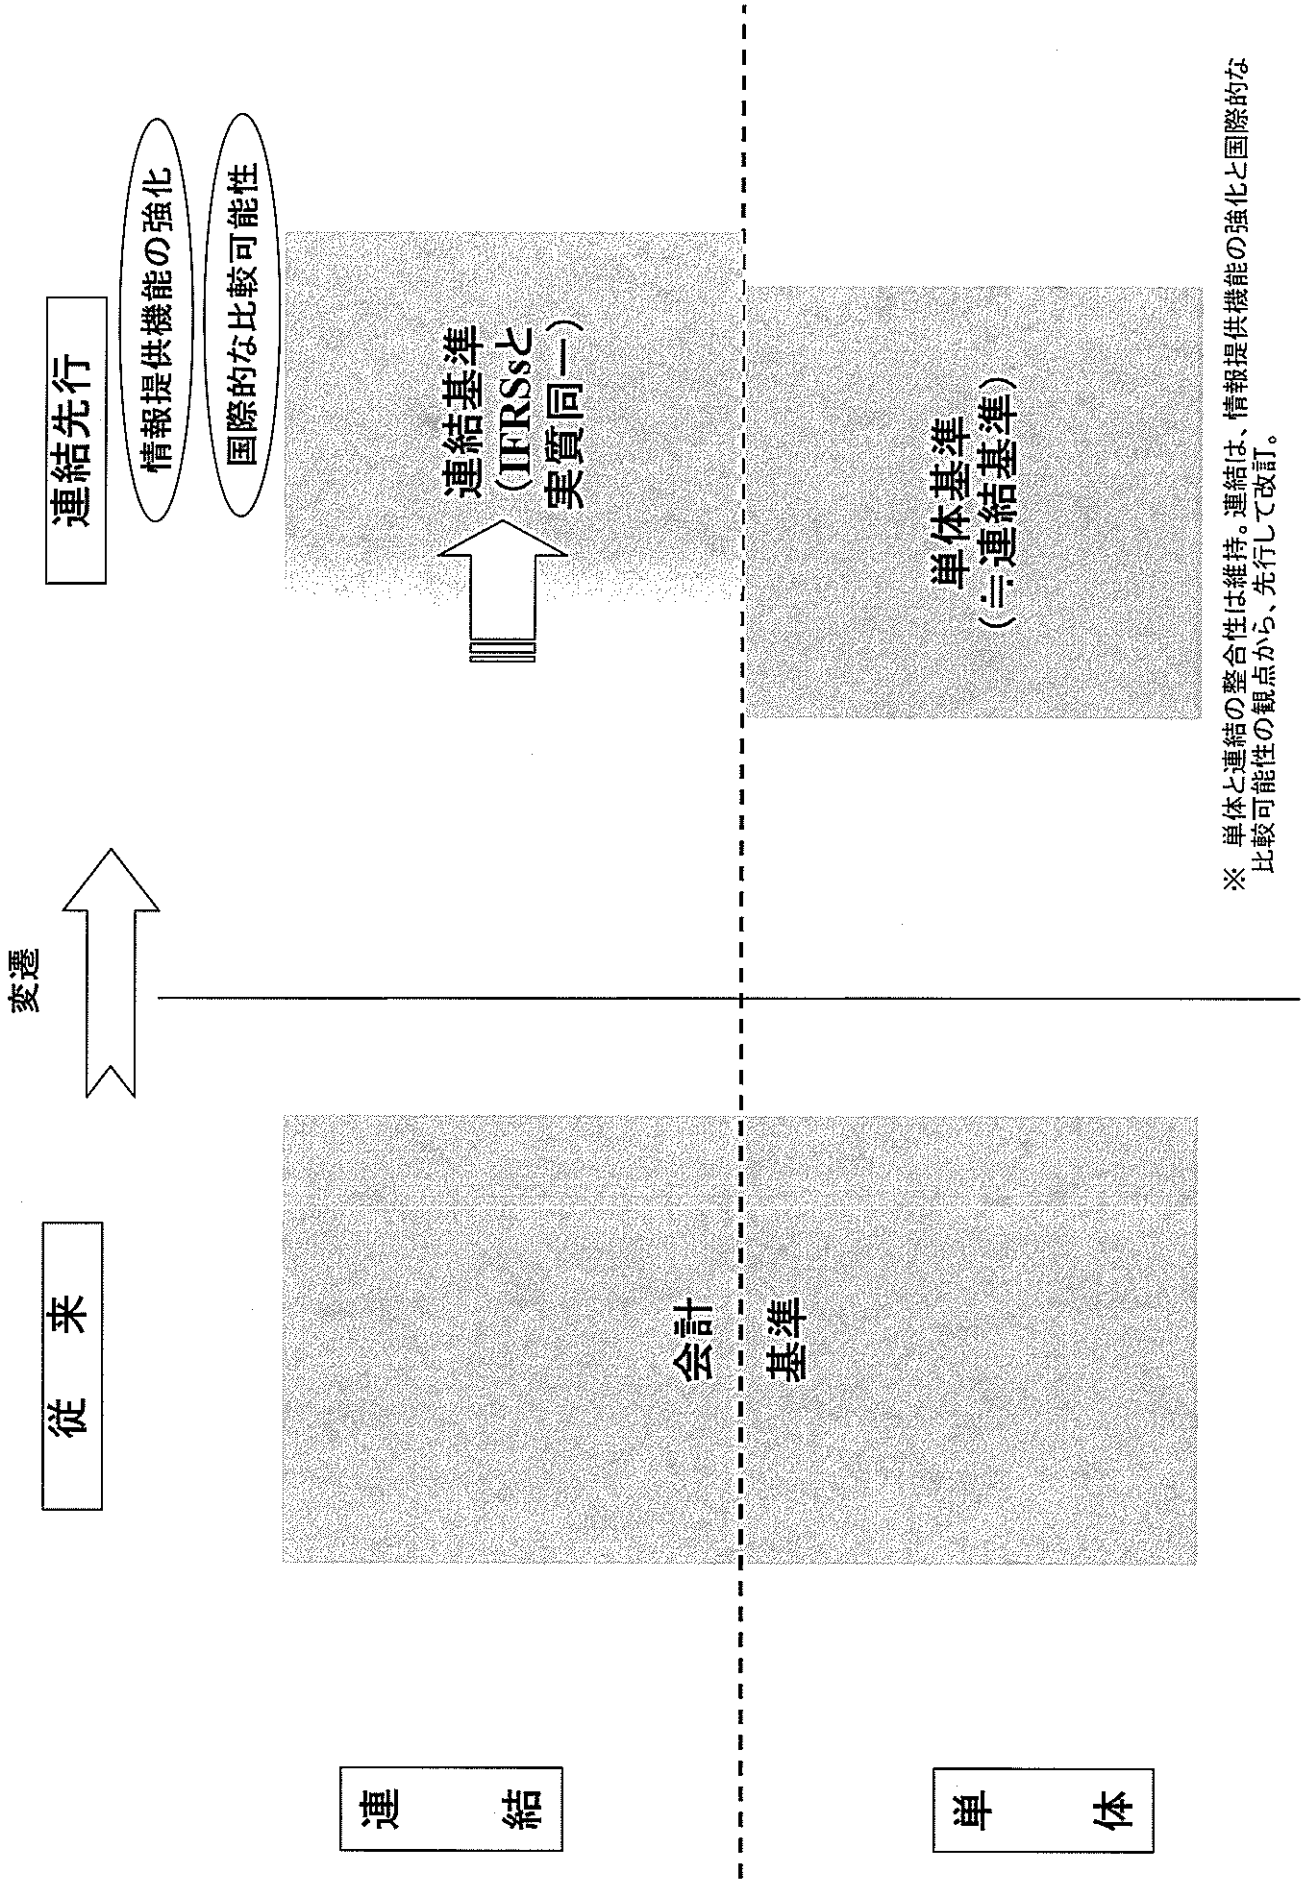 変遷
従 来
連結先行
情報提供機能の強化
国際的な比較可能性
連 結
会計
基準
連結基準
（IFRSsと
実質同一）
単 体
単体基準
（≒連結基準）
※ 単体と連結の整合性は維持。連結は、情報提供機能の強化と国際的な
比較可能性の観点から、先行して改訂。